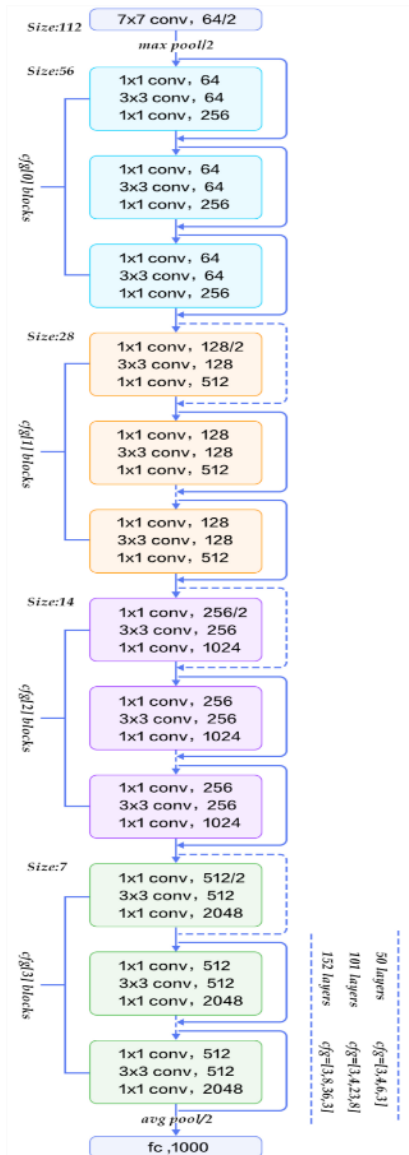 Size:112
7x7 conv, 64/2
max pool/2
Size:56
cfg[0] blocks
1x1 conv, 64
3x3 conv, 64
1x1 conv, 256
1x1 conv, 64
3x3 conv, 64
1x1 conv, 256
1x1 conv, 64
3x3 conv, 64
1x1 conv, 256
Size:28
cfg[1] blocks
1x1 conv, 128/2
3x3 conv, 128
1x1 conv, 512
1x1 conv, 128
3x3 conv, 128
1x1 conv, 512
1x1 conv, 128
3x3 conv, 128
1x1 conv, 512
Size:14
cfg[2] blocks
1x1 conv, 256/2
3x3 conv, 256
1x1 conv, 1024
1x1 conv, 256
3x3 conv, 256
1x1 conv, 1024
1x1 conv, 256
3x3 conv, 256
1x1 conv, 1024
Size:7
cfg[3] blocks
1x1 conv, 512/2
3x3 conv, 512
1x1 conv, 2048
1x1 conv, 512
3x3 conv, 512
1x1 conv, 2048
1x1 conv, 512
3x3 conv, 512
1x1 conv, 2048
avg pool/2
fc ,1000
50 layers cfg=[3,4,6,3]
101 layers cfg=[3,4,23,8]
152 layers cfg=[3,8,36,3]